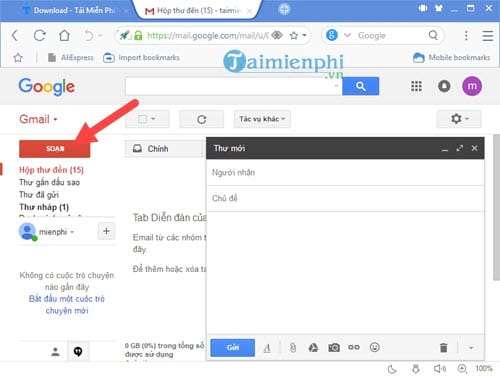 Download - Tải Miễn Phí
Hộp thư đến (15) - taimie
https://mail.google.com/mail/u/0
Go
AliExpress
Import bookmarks
Mobile bookmarks
Taimienphi
.vn
Google
m
Gmail
Tác vụ khác
SOẠN
Chính
Hộp thư đến (15)
Thư gắn dấu sao
Thư đã gửi
Thư nháp (1)
mienphi
Không có cuộc trò chuyện
nào gần đây
Bắt đầu một cuộc trò
chuyện mới
Tab Diễn đàn của
Email từ các nhóm t
đây.
Để thêm hoặc xóa ta
0 GB (0%) trong tổng số
được sử dụng
Thư mới
Người nhận
Chủ đề
Gửi
A
100%